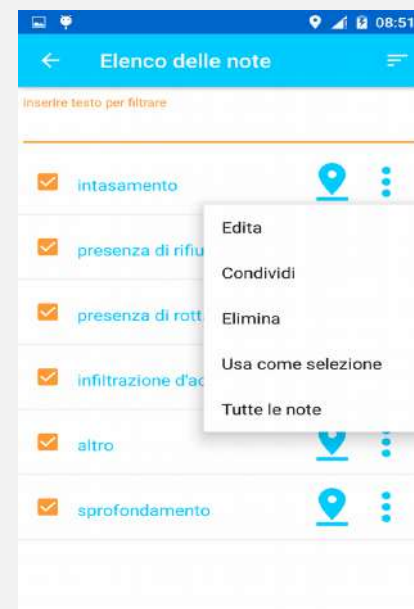 08:51
Elenco delle note
inserire testo per filtrare
intasamento
Edita
presenza di rifiu
Condividi
presenza di rott
Elimina
Usa come selezione
infiltrazione d'ac
Tutte le note
altro
sprofondamento